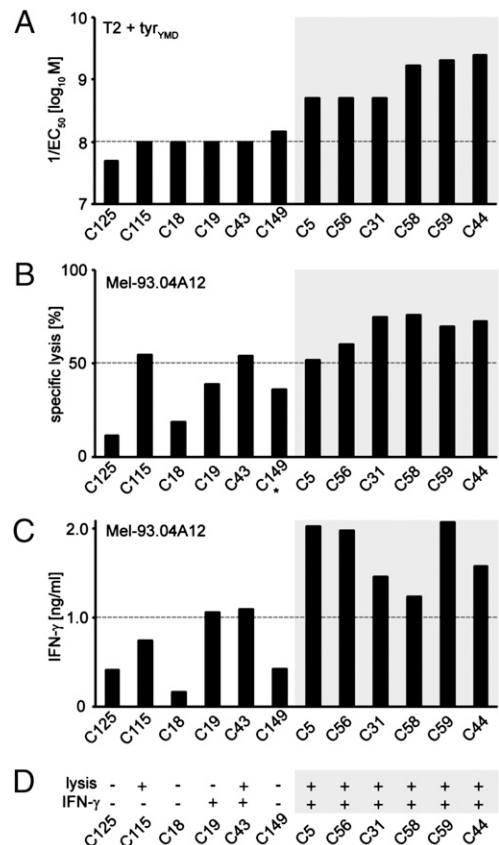 A
T2 + tyrYMD
1/EC50 [log10M]
10
9
8
7
C125 C115 C18 C19 C43 C149 C5 C56 C31 C58 C59 C44
B
Mel-93.04A12
specific lysis [%]
100
50
0
C125 C115 C18 C19 C43 C149 C5 C56 C31 C58 C59 C44
*
C
Mel-93.04A12
IFN-γ [ng/ml]
2.0
1.0
0
C125 C115 C18 C19 C43 C149 C5 C56 C31 C58 C59 C44
D
lysis - + - - + - + + + + + +
IFN-γ - - - + + - + + + + + +
C125 C115 C18 C19 C43 C149 C5 C56 C31 C58 C59 C44